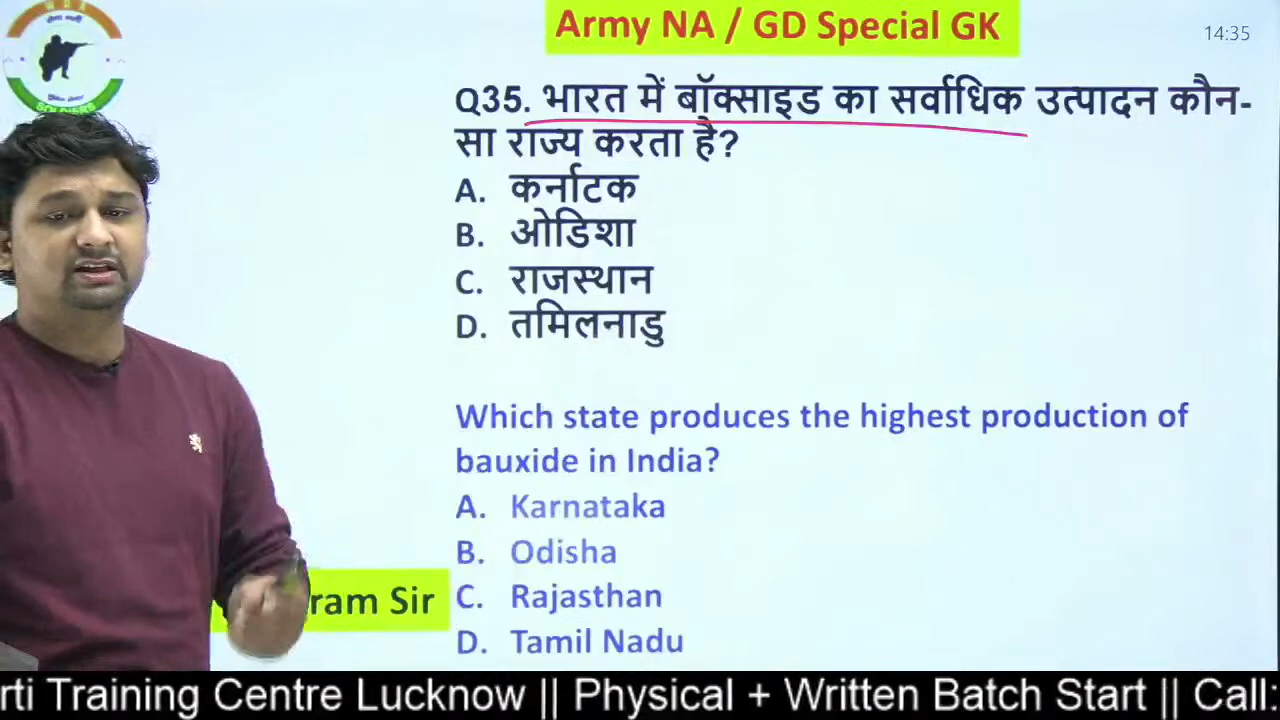 Army NA / GD Special GK
14:35
SOLDIERS
Q35. भारत में बॉक्साइड का सर्वाधिक उत्पादन कौन-
सा राज्य करता है?
A. कर्नाटक
B. ओडिशा
C. राजस्थान
D. तमिलनाडु
Which state produces the highest production of
bauxide in India?
A. Karnataka
B. Odisha
C. Rajasthan
D. Tamil Nadu
ram Sir
rti Training Centre Lucknow || Physical + Written Batch Start || Call: